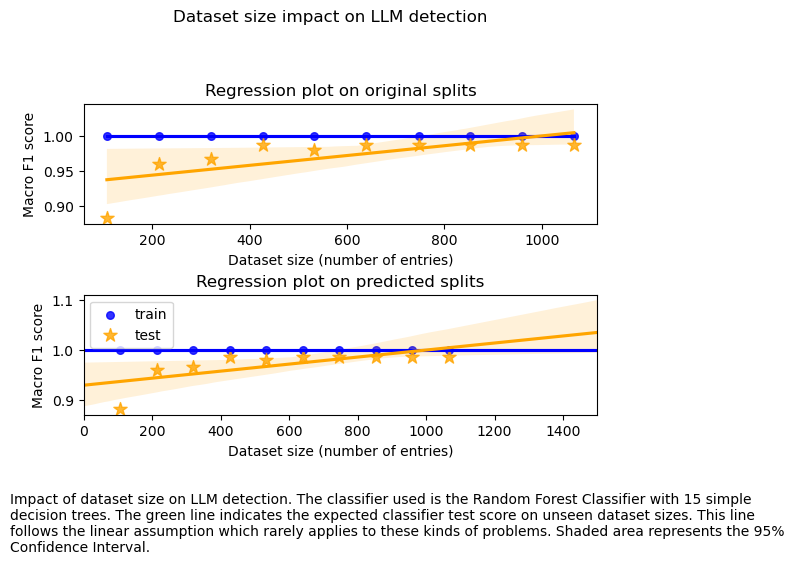 Dataset size impact on LLM detection
Regression plot on original splits
Macro F1 score
1.00
0.95
0.90
200
400
600
800
1000
Dataset size (number of entries)
Regression plot on predicted splits
Macro F1 score
1.1
1.0
0.9
train
test
0
200
400
600
800
1000
1200
1400
Dataset size (number of entries)
Impact of dataset size on LLM detection. The classifier used is the Random Forest Classifier with 15 simple
decision trees. The green line indicates the expected classifier test score on unseen dataset sizes. This line
follows the linear assumption which rarely applies to these kinds of problems. Shaded area represents the 95%
Confidence Interval.